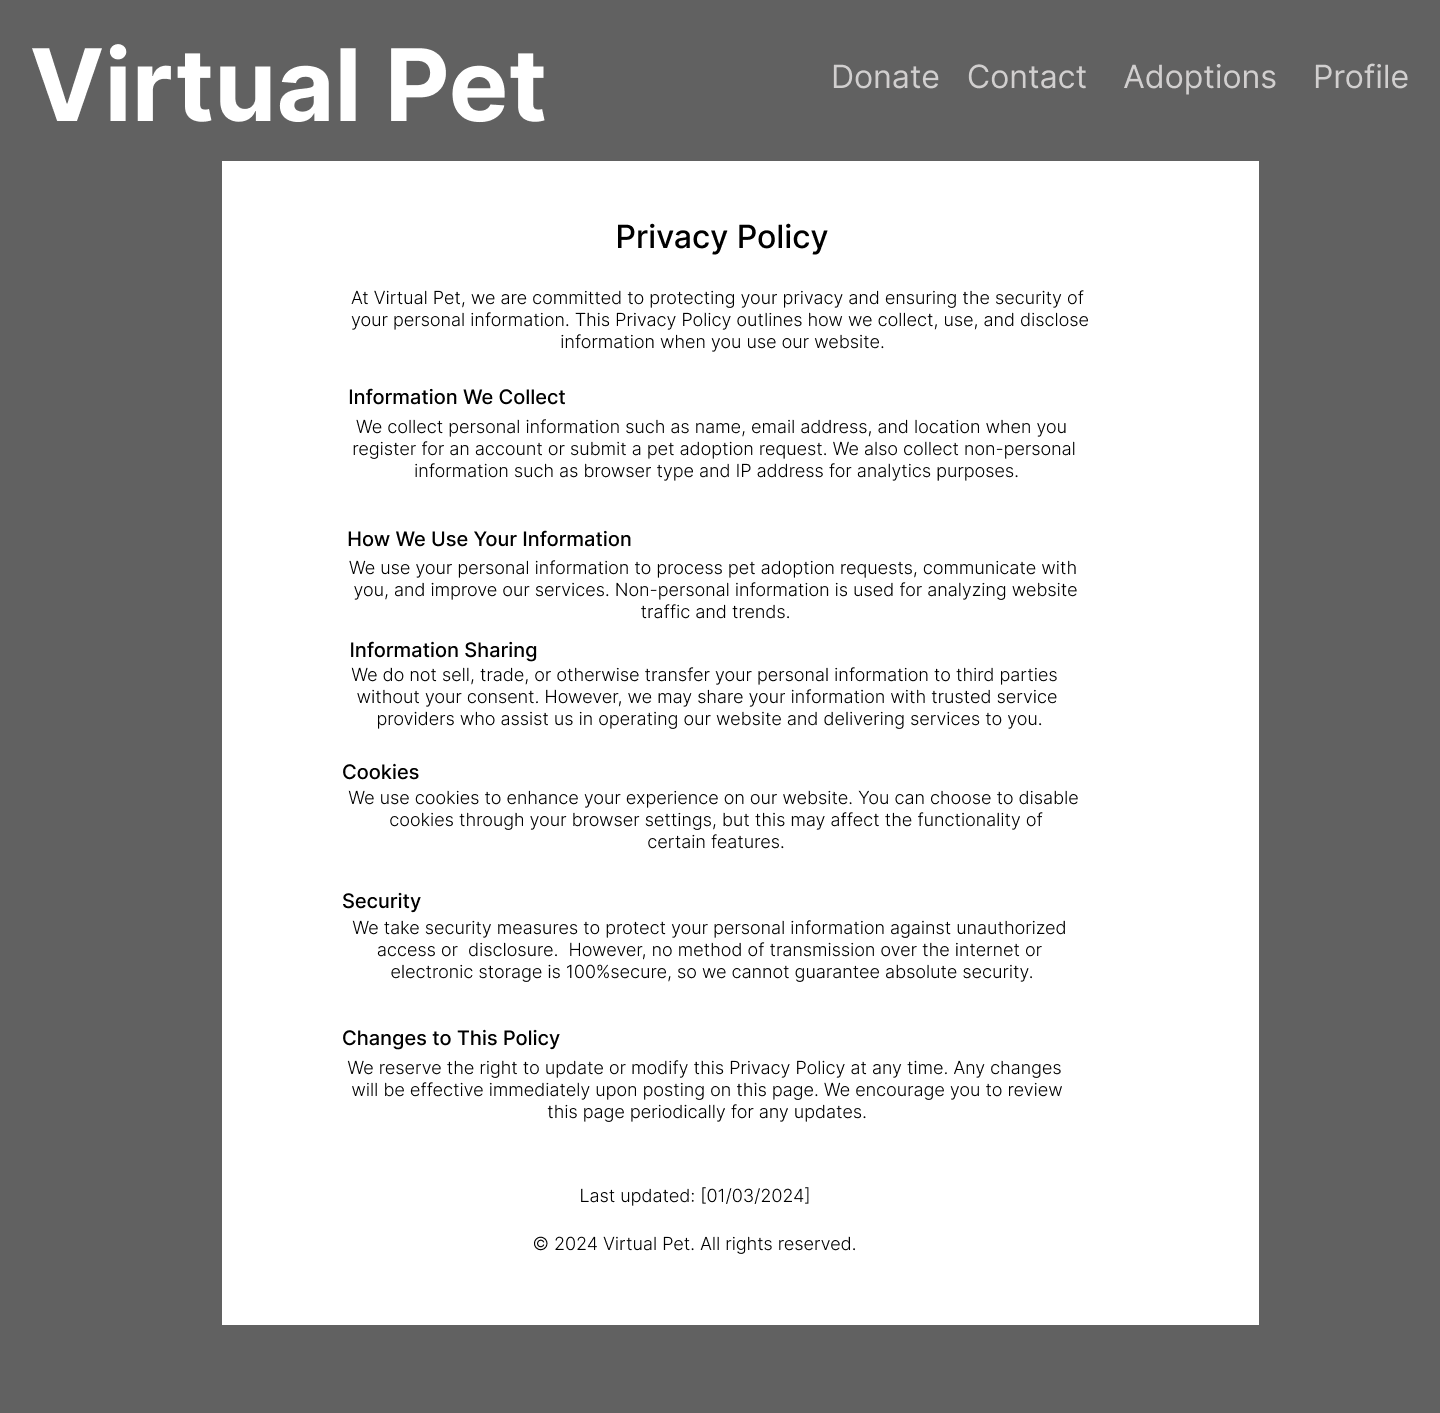 Virtual Pet
Donate Contact Adoptions Profile
Privacy Policy
At Virtual Pet, we are committed to protecting your privacy and ensuring the security of
your personal information. This Privacy Policy outlines how we collect, use, and disclose
information when you use our website.
Information We Collect
We collect personal information such as name, email address, and location when you
register for an account or submit a pet adoption request. We also collect non-personal
information such as browser type and IP address for analytics purposes.
How We Use Your Information
We use your personal information to process pet adoption requests, communicate with
you, and improve our services. Non-personal information is used for analyzing website
traffic and trends.
Information Sharing
We do not sell, trade, or otherwise transfer your personal information to third parties
without your consent. However, we may share your information with trusted service
providers who assist us in operating our website and delivering services to you.
Cookies
We use cookies to enhance your experience on our website. You can choose to disable
cookies through your browser settings, but this may affect the functionality of
certain features.
Security
We take security measures to protect your personal information against unauthorized
access or  disclosure.  However, no method of transmission over the internet or
electronic storage is 100%secure, so we cannot guarantee absolute security.
Changes to This Policy
We reserve the right to update or modify this Privacy Policy at any time. Any changes
will be effective immediately upon posting on this page. We encourage you to review
this page periodically for any updates.
Last updated: [01/03/2024]
© 2024 Virtual Pet. All rights reserved.